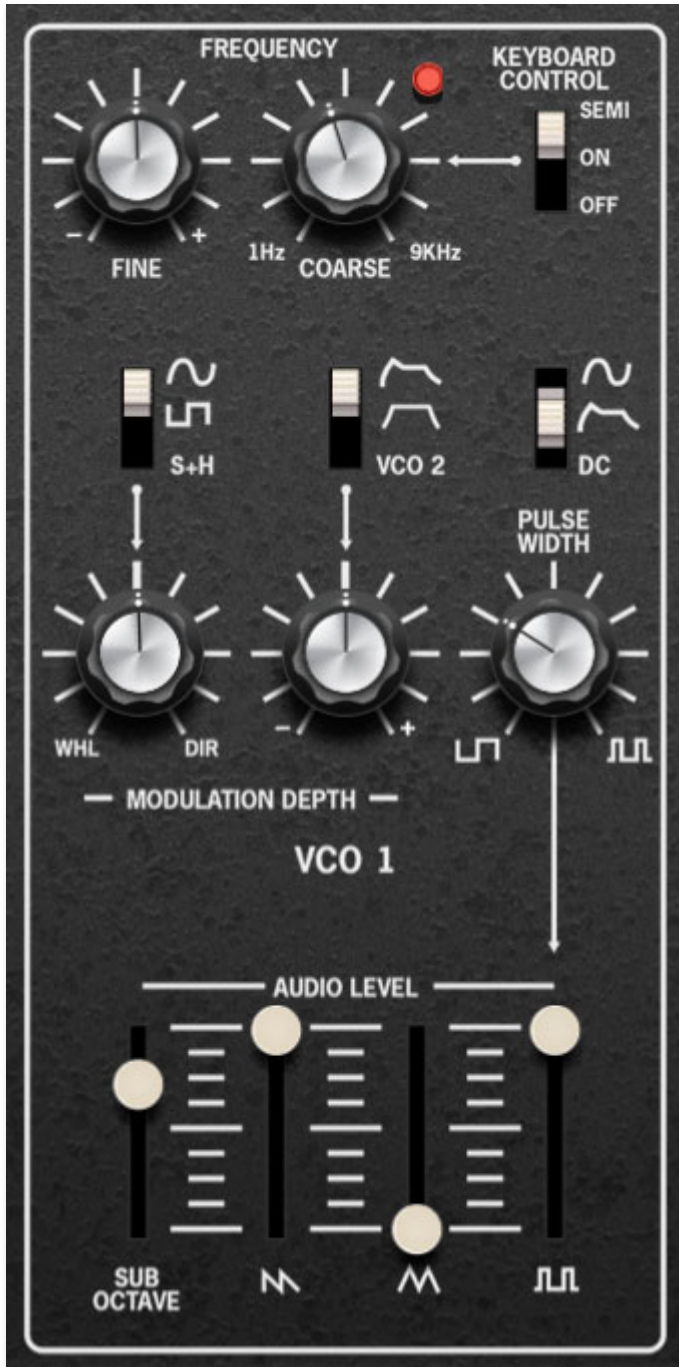 FREQUENCY
KEYBOARD
CONTROL
SEMI
ON
OFF
- +
FINE
1Hz
COARSE
9KHz
S+H
VCO 2
DC
PULSE
WIDTH
WHL
DIR
- +
MODULATION DEPTH
VCO 1
AUDIO LEVEL
SUB
OCTAVE